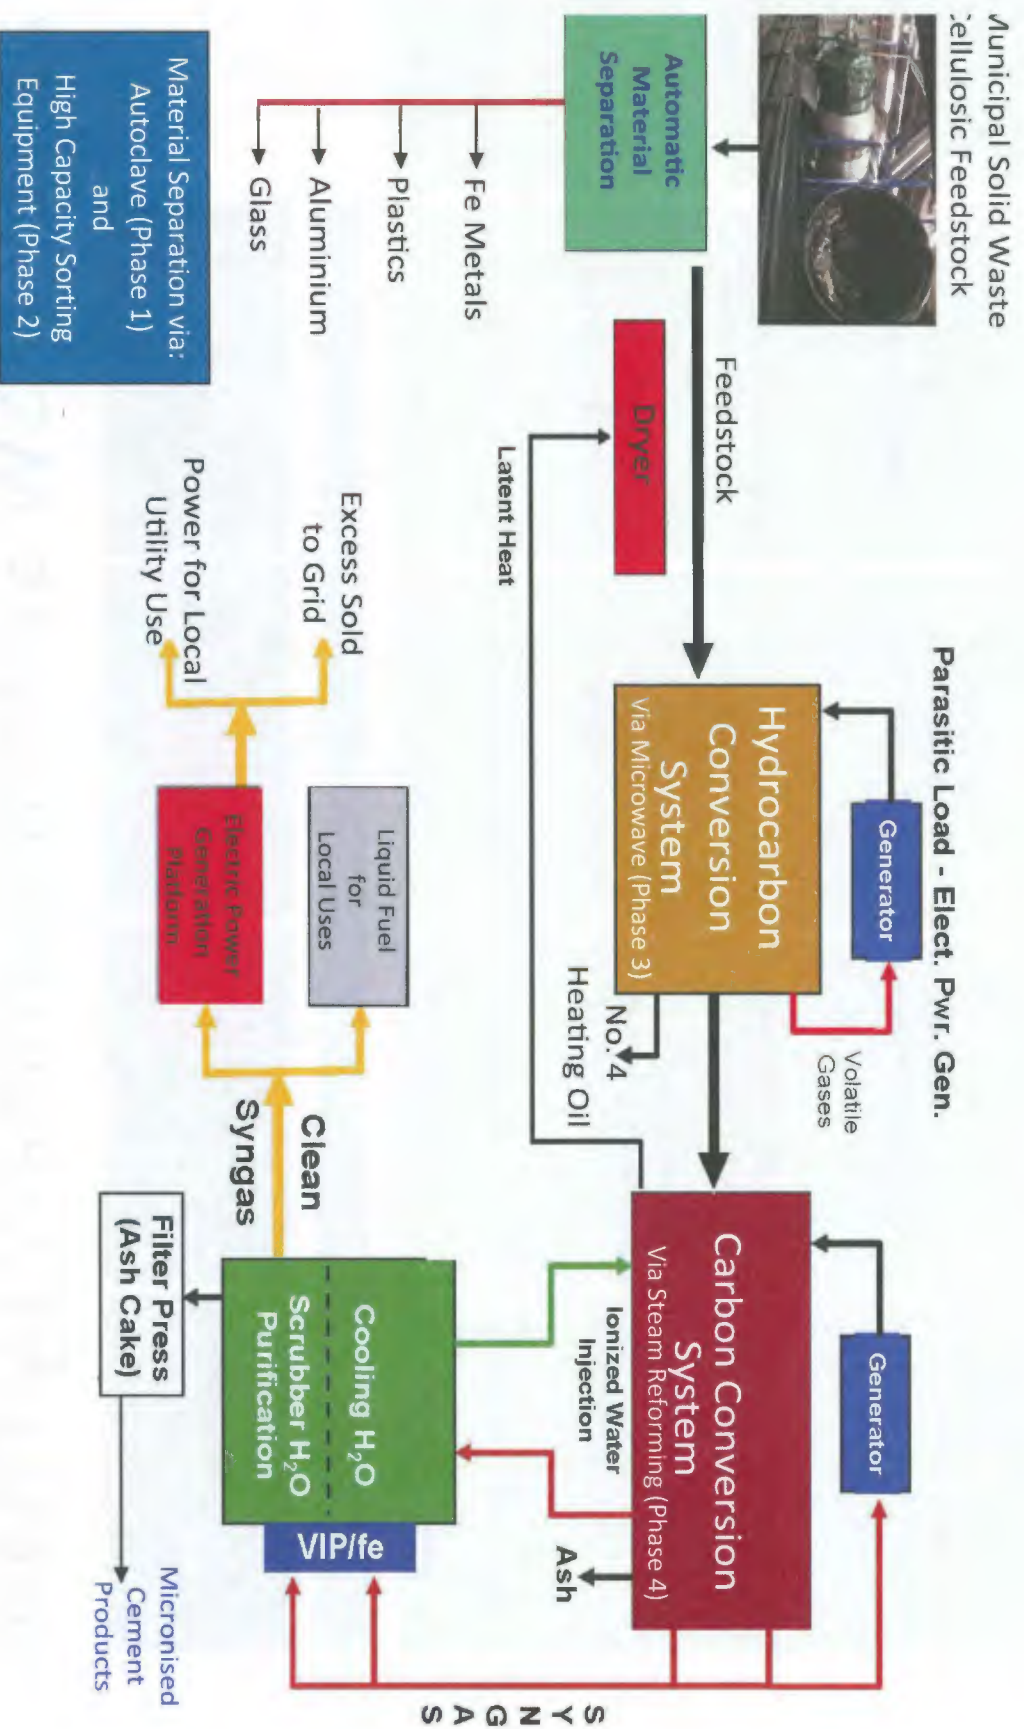 Municipal Solid Waste
Cellulosic Feedstock
Parasitic Load - Elect. Pwr. Gen.
Generator
Volatile
Gases
Generator
Automatic
Material
Separation
Feedstock
Dryer
Latent Heat
Hydrocarbon
Conversion
System
Via Microwave (Phase 3)
No. 4
Heating Oil
Carbon Conversion
System
Via Steam Reforming (Phase 4)
Ash
SYNGAS
Ionized Water
Injection
Fe Metals
Plastics
Aluminium
Glass
Material Separation via:
Autoclave (Phase 1)
and
High Capacity Sorting
Equipment (Phase 2)
Excess Sold
to Grid
Power for Local
Utility Use
Liquid Fuel
for
Local Uses
Electric Power
Generation
Platform
Clean
Syngas
Cooling H₂O
Scrubber H₂O
Purification
VIP/fe
Filter Press
(Ash Cake)
Micronised
Cement
Products